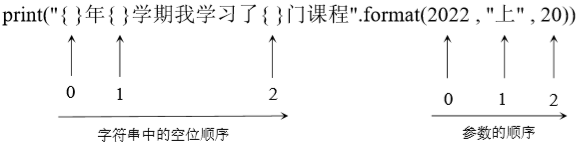 print("{}年{}学期我学习了{}门课程".format(2022 , "上" , 20))
0 1 2 0 1 2
字符串中的空位顺序 参数的顺序